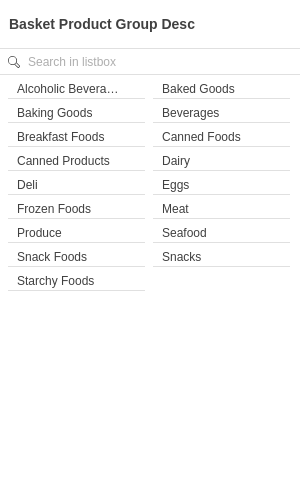 Basket Product Group Desc
Search in listbox
Alcoholic Bevera… Baked Goods
Baking Goods Beverages
Breakfast Foods Canned Foods
Canned Products Dairy
Deli Eggs
Frozen Foods Meat
Produce Seafood
Snack Foods Snacks
Starchy Foods